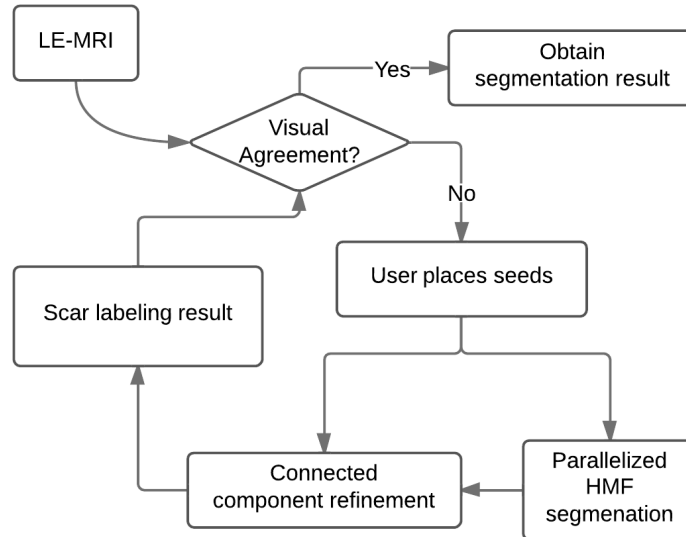 LE-MRI
Obtain
segmentation result
Yes
Visual
Agreement?
No
User places seeds
Scar labeling result
Connected
component refinement
Parallelized
HMF
segmenation